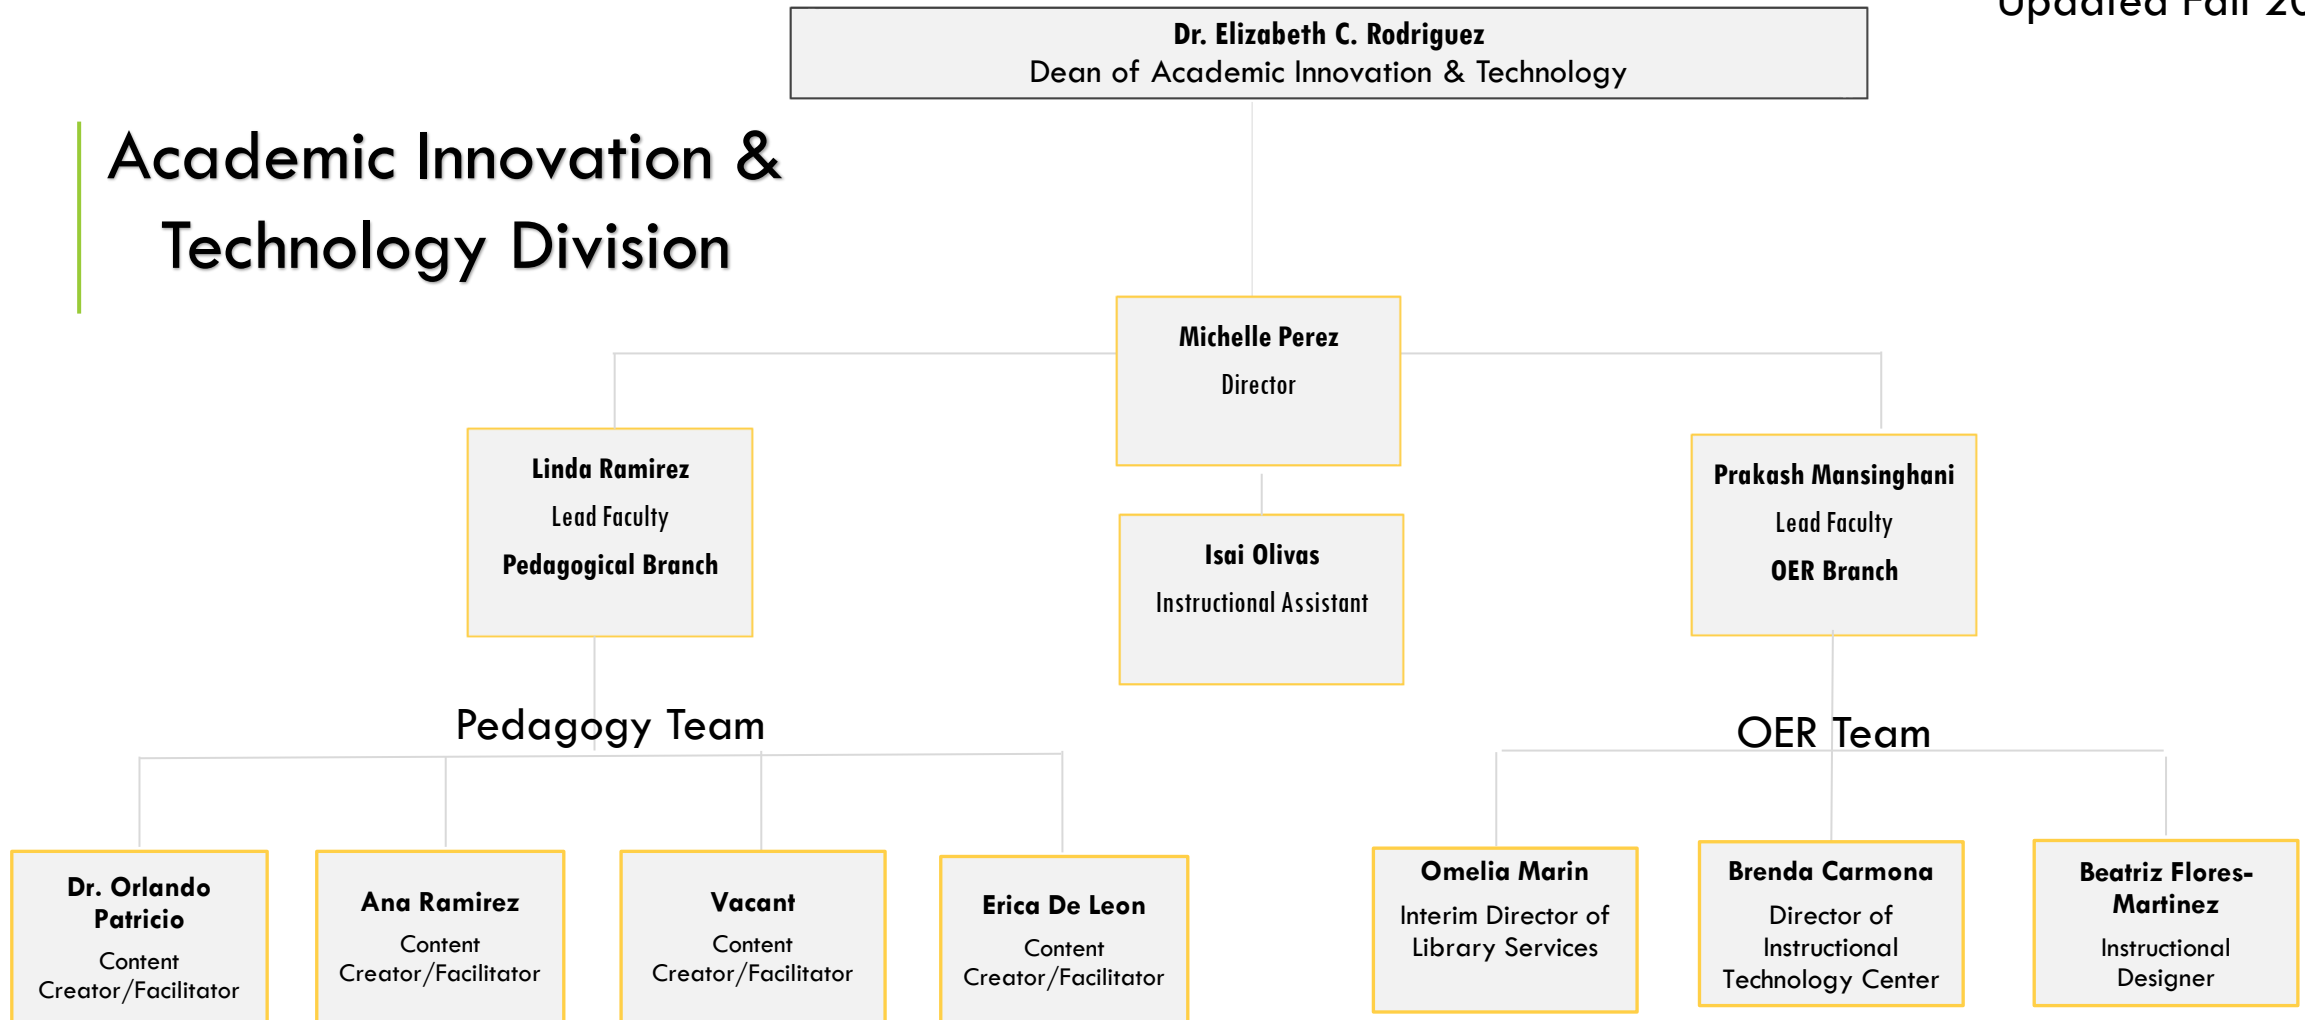 Updated Fall
Dr. Elizabeth C. Rodriguez
Dean of Academic Innovation & Technology
Academic Innovation &
Technology Division
Michelle Perez
Director
Linda Ramirez
Lead Faculty
Pedagogical Branch
Isai Olivas
Instructional Assistant
Prakash Mansinghani
Lead Faculty
OER Branch
Pedagogy Team
OER Team
Dr. Orlando
Patricio
Content
Creator/Facilitator
Ana Ramirez
Content
Creator/Facilitator
Vacant
Content
Creator/Facilitator
Erica De Leon
Content
Creator/Facilitator
Omelia Marin
Interim Director of
Library Services
Brenda Carmona
Director of
Instructional
Technology Center
Beatriz Flores-
Martinez
Instructional
Designer